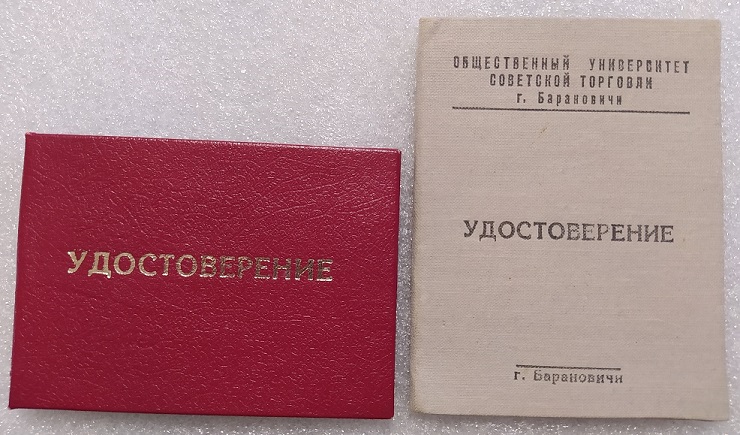 УДОСТОВЕРЕНИЕ
ОБЩЕСТВЕННЫЙ УНИВЕРСИТЕТ
СОВЕТСКОЙ ТОРГОВЛИ
г. Барановичи
УДОСТОВЕРЕНИЕ
г. Барановичи